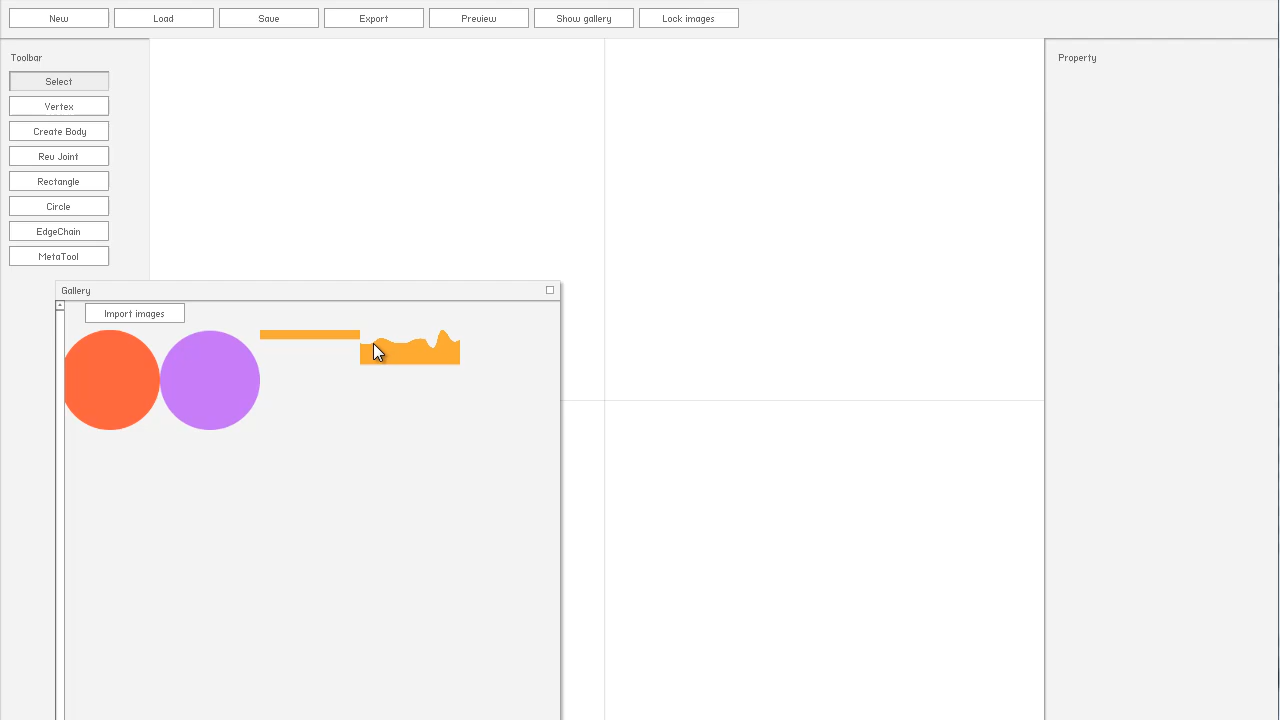 New
Load
Save
Export
Preview
Show gallery
Lock images
Toolbar
Select
Vertex
Create Body
Rev Joint
Rectangle
Circle
EdgeChain
MetaTool
Property
Gallery
Import images